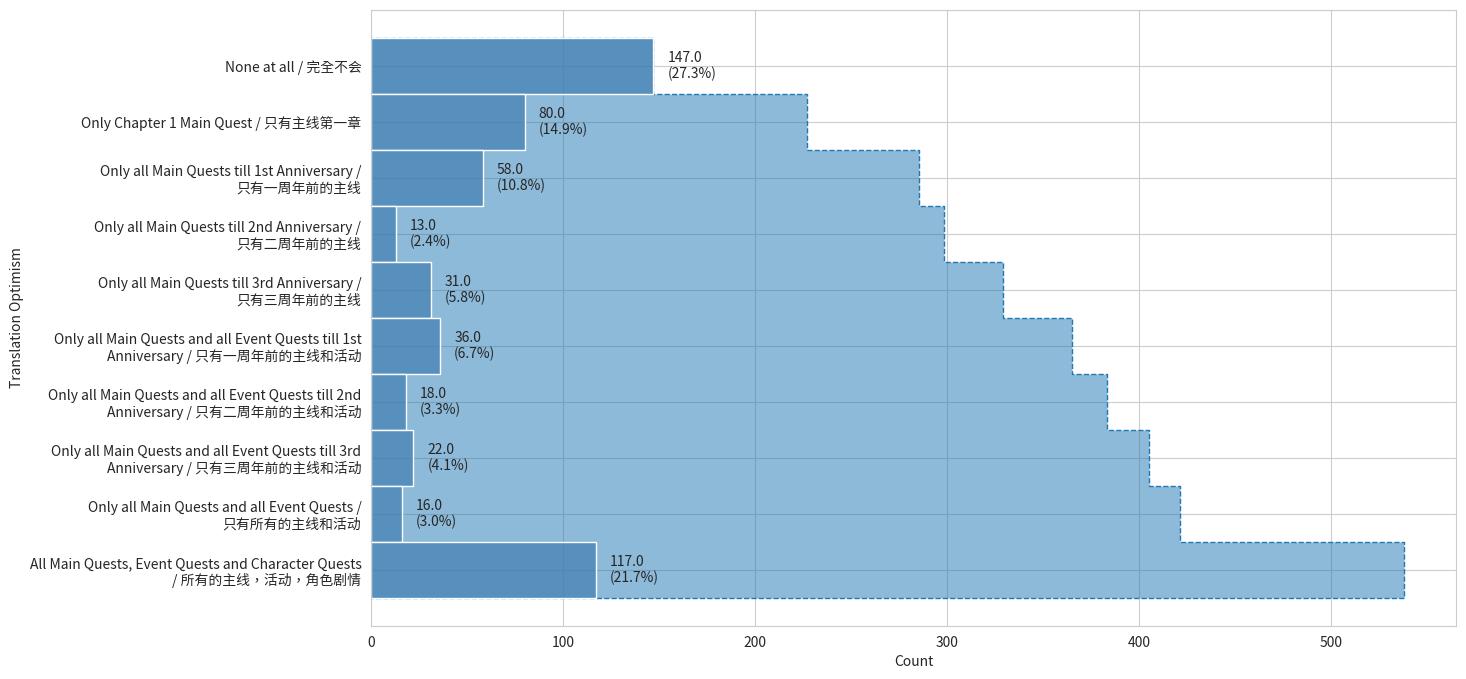 None at all / 完全不会
147.0
(27.3%)
Only Chapter 1 Main Quest / 只有主线第一章
80.0
(14.9%)
Only all Main Quests till 1st Anniversary /
只有一周年前的主线
58.0
(10.8%)
Only all Main Quests till 2nd Anniversary /
只有二周年前的主线
13.0
(2.4%)
Only all Main Quests till 3rd Anniversary /
只有三周年前的主线
31.0
(5.8%)
Only all Main Quests and all Event Quests till 1st
Anniversary / 只有一周年前的主线和活动
36.0
(6.7%)
Only all Main Quests and all Event Quests till 2nd
Anniversary / 只有二周年前的主线和活动
18.0
(3.3%)
Only all Main Quests and all Event Quests till 3rd
Anniversary / 只有三周年前的主线和活动
22.0
(4.1%)
Only all Main Quests and all Event Quests /
只有所有的主线和活动
16.0
(3.0%)
All Main Quests, Event Quests and Character Quests
/ 所有的主线，活动，角色剧情
117.0
(21.7%)
Translation Optimism
0 100 200 300 400 500
Count